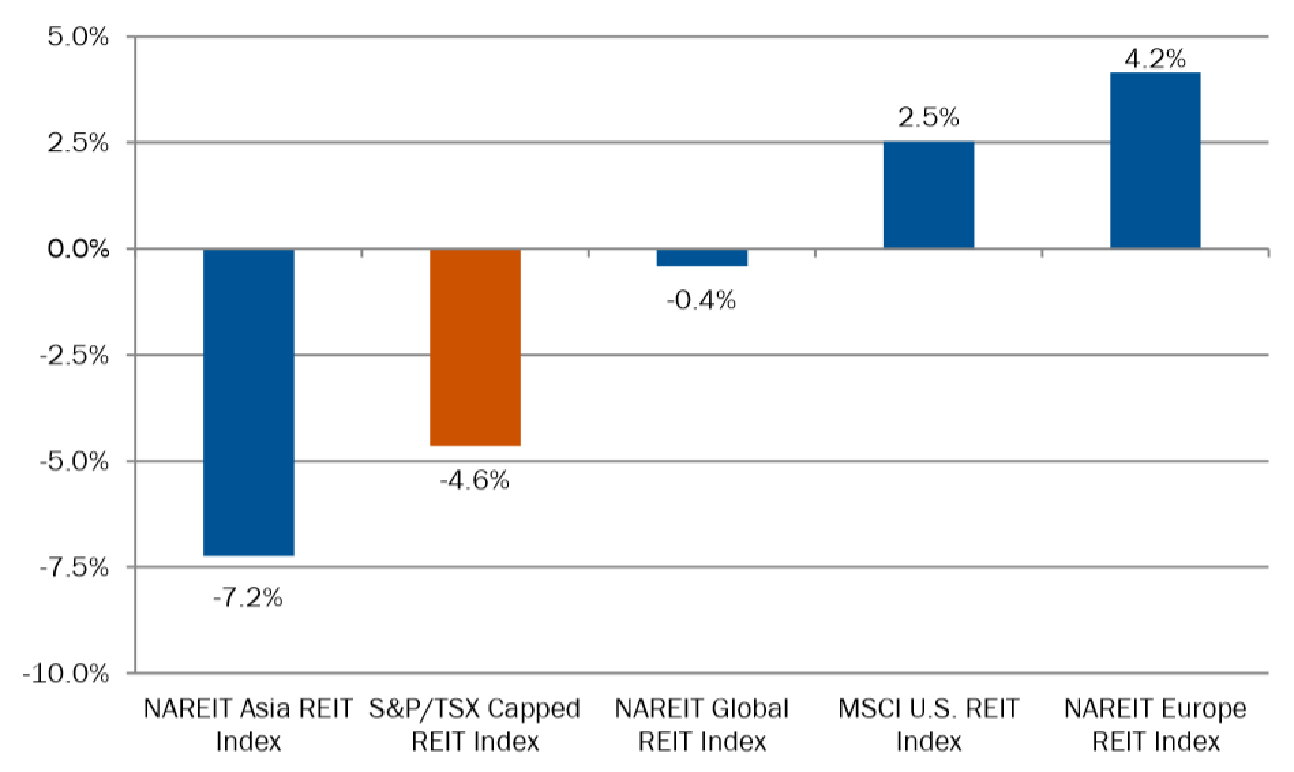 5.0%
4.2%
2.5%
2.5%
0.0%
-0.4%
-2.5%
-5.0%
-4.6%
-7.5%
-7.2%
-10.0%
NAREIT Asia REIT Index
S&P/TSX Capped REIT Index
NAREIT Global REIT Index
MSCI U.S. REIT Index
NAREIT Europe REIT Index